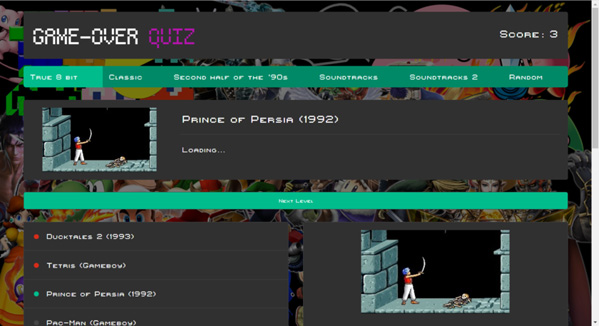 GAME-OVER QUIZ
Score: 3
True 8 bit Classic Second half of the '90s Soundtracks Soundtracks 2 Random
Prince of Persia (1992)
Loading...
Next Level
Ducktales 2 (1993)
Tetris (Gameboy)
Prince of Persia (1992)
Pac-Man (Gameboy)